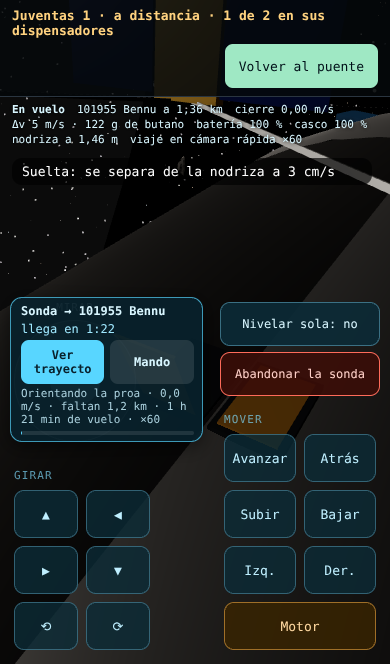 Juventas 1 · a distancia · 1 de 2 en sus
dispensadores
Volver al puente
En vuelo 101955 Bennu a 1,36 km cierre 0,00 m/s
Δv 5 m/s · 122 g de butano batería 100 % · casco 100 %
nodriza a 1,46 m viajé en cámara rápida ×60
Suelta: se separa de la nodriza a 3 cm/s
Sonda → 101955 Bennu
llega en 1:22
Ver
trayecto
Mando
Orientando la proa · 0,0
m/s · faltan 1,2 km · 1 h
21 min de vuelo · ×60
Nivelar sola: no
Abandonar la sonda
MOVER
Avanzar
Atrás
GIRAR
▲
◀
Subir
Bajar
▶
▼
Izq.
Der.
⟲
⟳
Motor